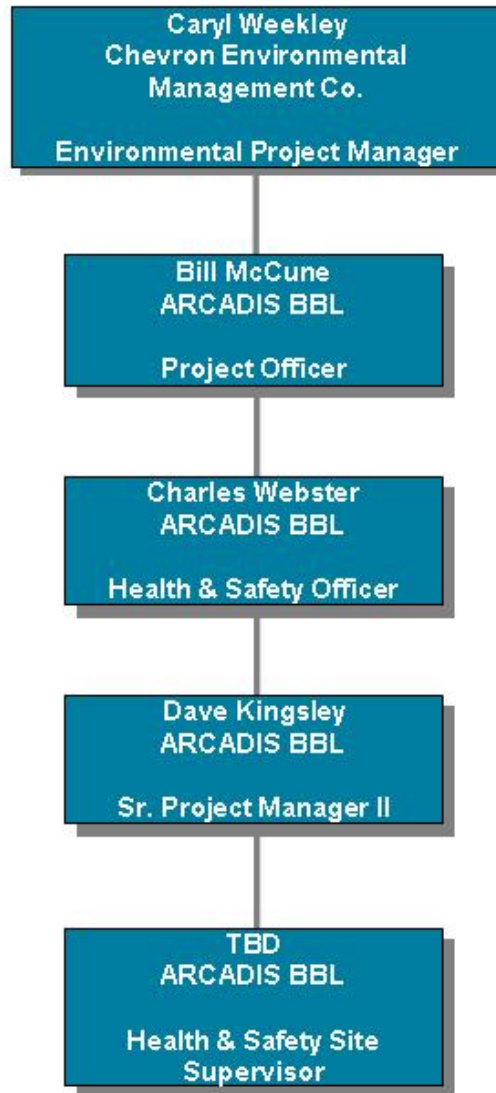 Caryl Weekley
Chevron Environmental
Management Co.
Environmental Project Manager
Bill McCune
ARCADIS BBL
Project Officer
Charles Webster
ARCADIS BBL
Health & Safety Officer
Dave Kingsley
ARCADIS BBL
Sr. Project Manager II
TBD
ARCADIS BBL
Health & Safety Site
Supervisor